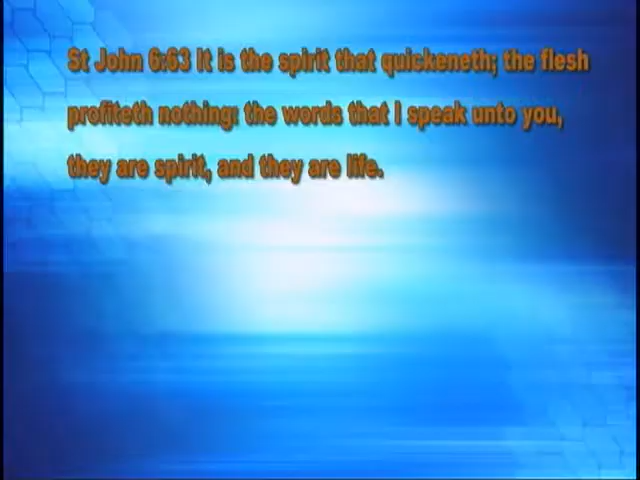 St John 6:63 It is the spirit that quickeneth; the flesh
profiteth nothing: the words that I speak unto you,
they are spirit, and they are life.